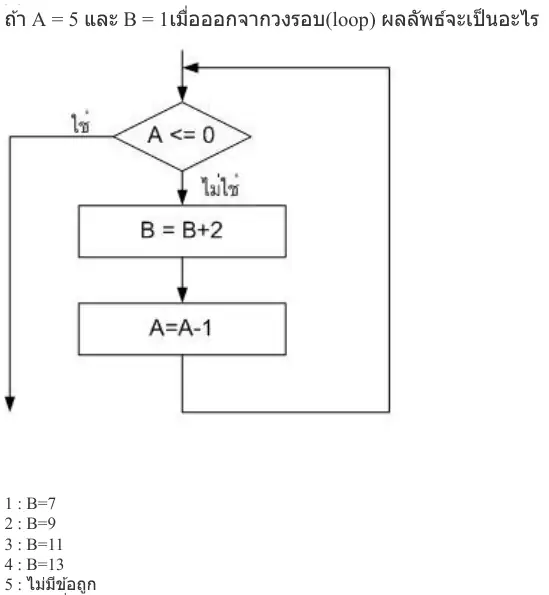 ถ้า A = 5 และ B = 1เมื่อออกจากวงรอบ(loop) ผลลัพธ์จะเป็นอะไร
ใช่
A <= 0
ไม่ใช่
B = B+2
A=A-1
1 : B=7
2 : B=9
3 : B=11
4 : B=13
5 : ไม่มีข้อถูก